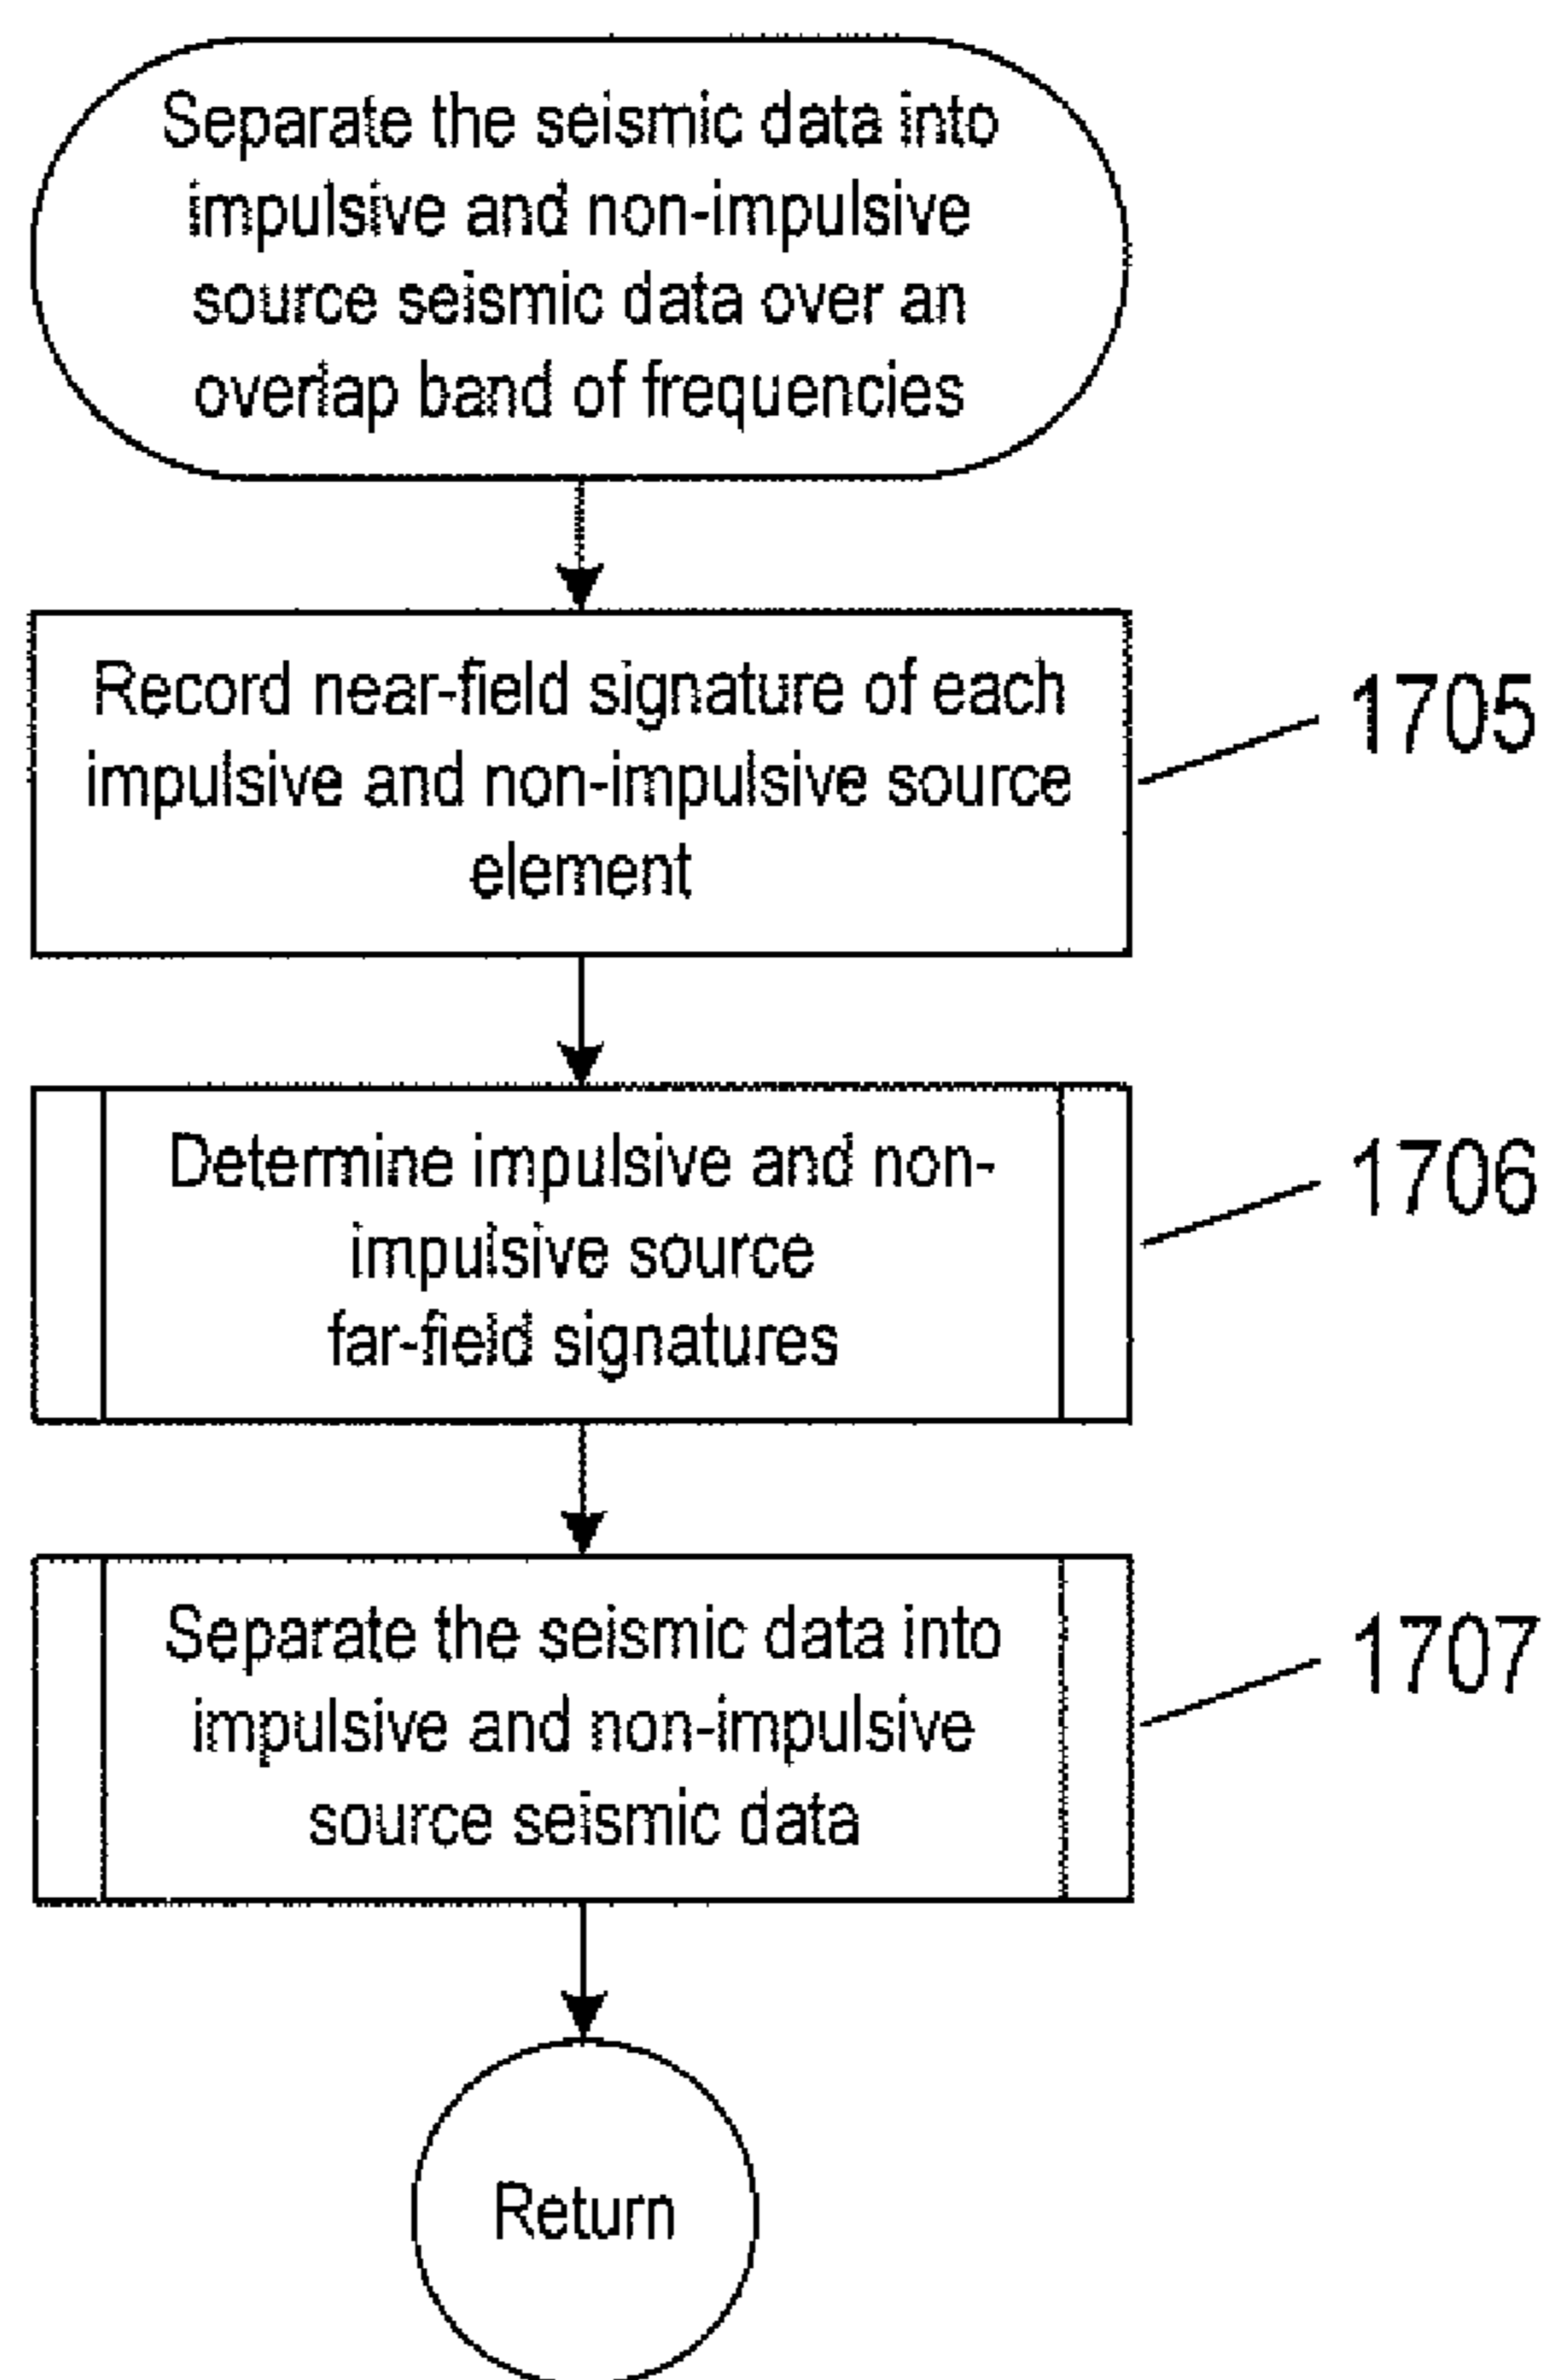 Separate the seismic data into
impulsive and non-impulsive
source seismic data over an
overlap band of frequencies
Record near-field signature of each
impulsive and non-impulsive source
element
1705
Determine impulsive and non-
impulsive source
far-field signatures
1706
Separate the seismic data into
impulsive and non-impulsive
source seismic data
1707
Return